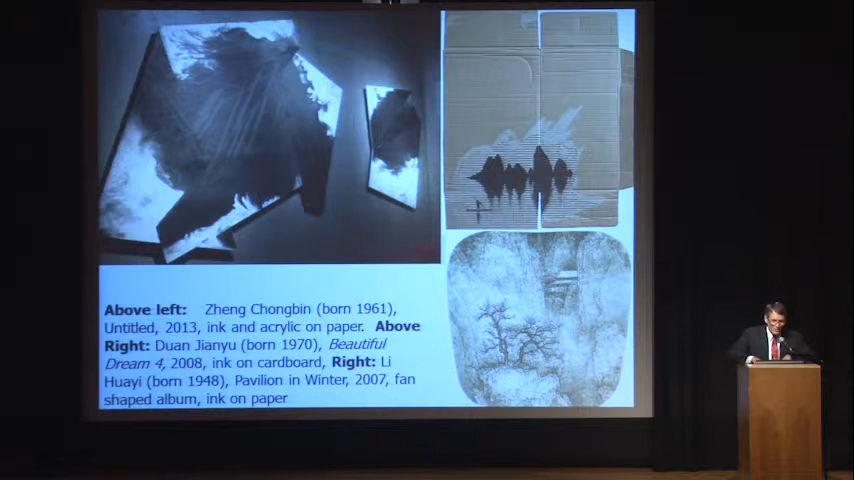 Above left: Zheng Chongbin (born 1961),
Untitled, 2013, ink and acrylic on paper. Above
Right: Duan Jianyu (born 1970), Beautiful
Dream 4, 2008, ink on cardboard, Right: Li
Huayi (born 1948), Pavilion in Winter, 2007, fan
shaped album, ink on paper